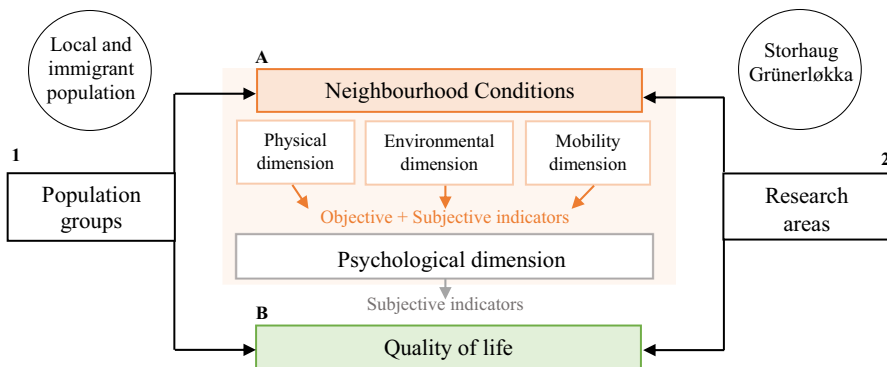 Local and
immigrant
population
Storhaug
Grünerløkka
A
Neighbourhood Conditions
Physical
dimension
Environmental
dimension
Mobility
dimension
1
Population
groups
2
Research
areas
Objective + Subjective indicators
Psychological dimension
Subjective indicators
B
Quality of life